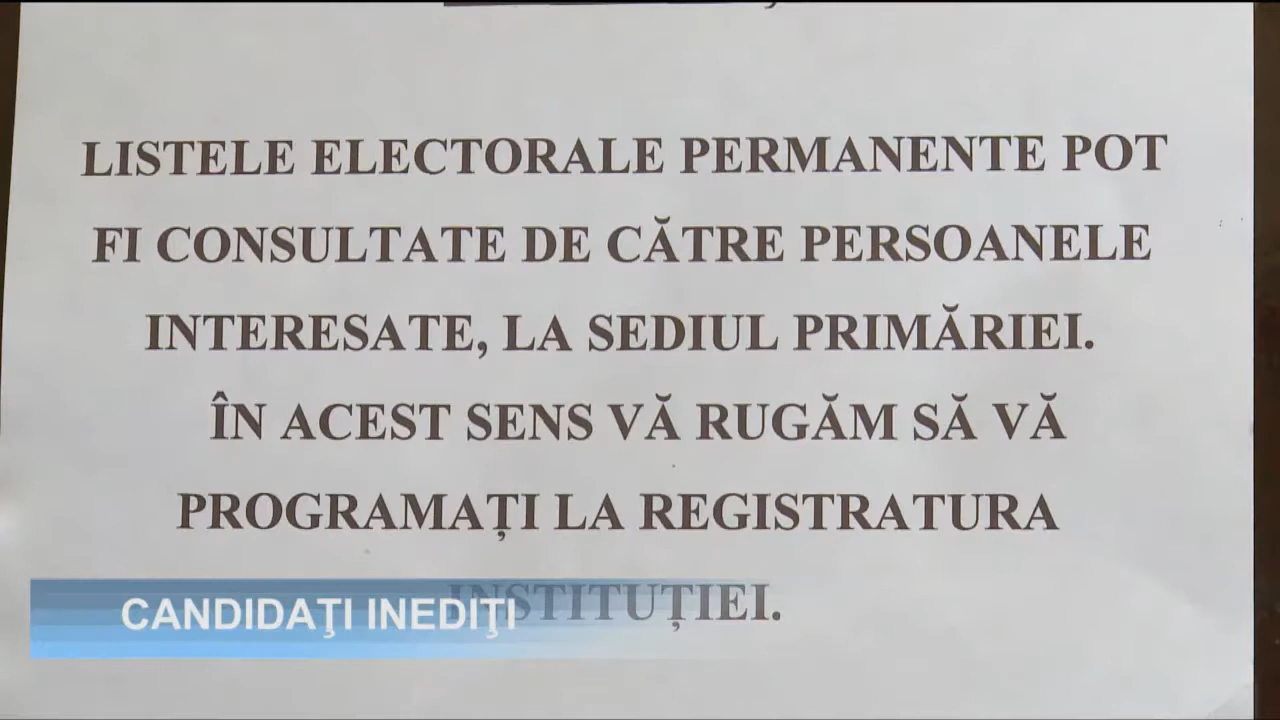 LISTELE ELECTORALE PERMANENTE POT
FI CONSULTATE DE CĂTRE PERSOANELE
INTERESATE, LA SEDIUL PRIMĂRIEI.
ÎN ACEST SENS VĂ RUGĂM SĂ VĂ
PROGRAMAȚI LA REGISTRATURA
INSTITUȚIEI.
CANDIDAŢI INEDIŢI